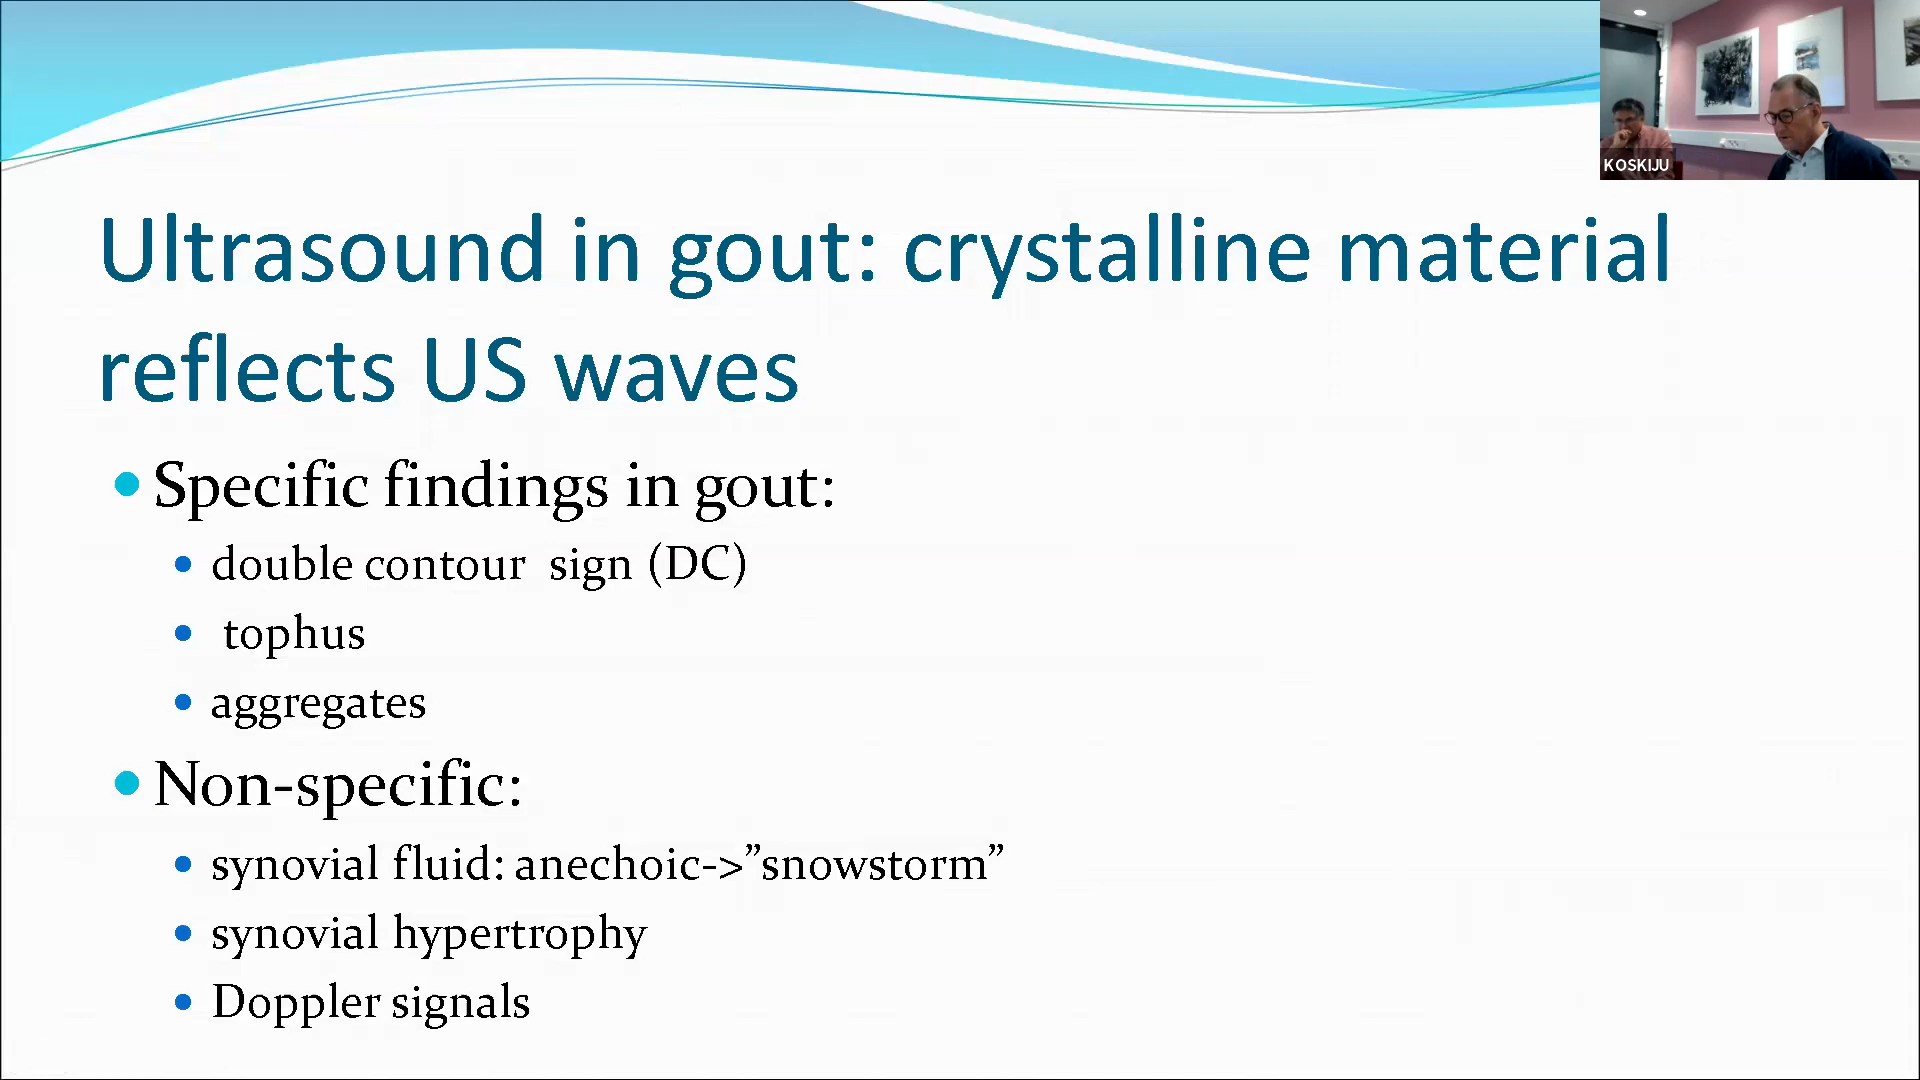 KOSKIJU
Ultrasound in gout: crystalline material
reflects US waves
Specific findings in gout:
double contour sign (DC)
tophus
aggregates
Non-specific:
synovial fluid: anechoic->”snowstorm”
synovial hypertrophy
Doppler signals